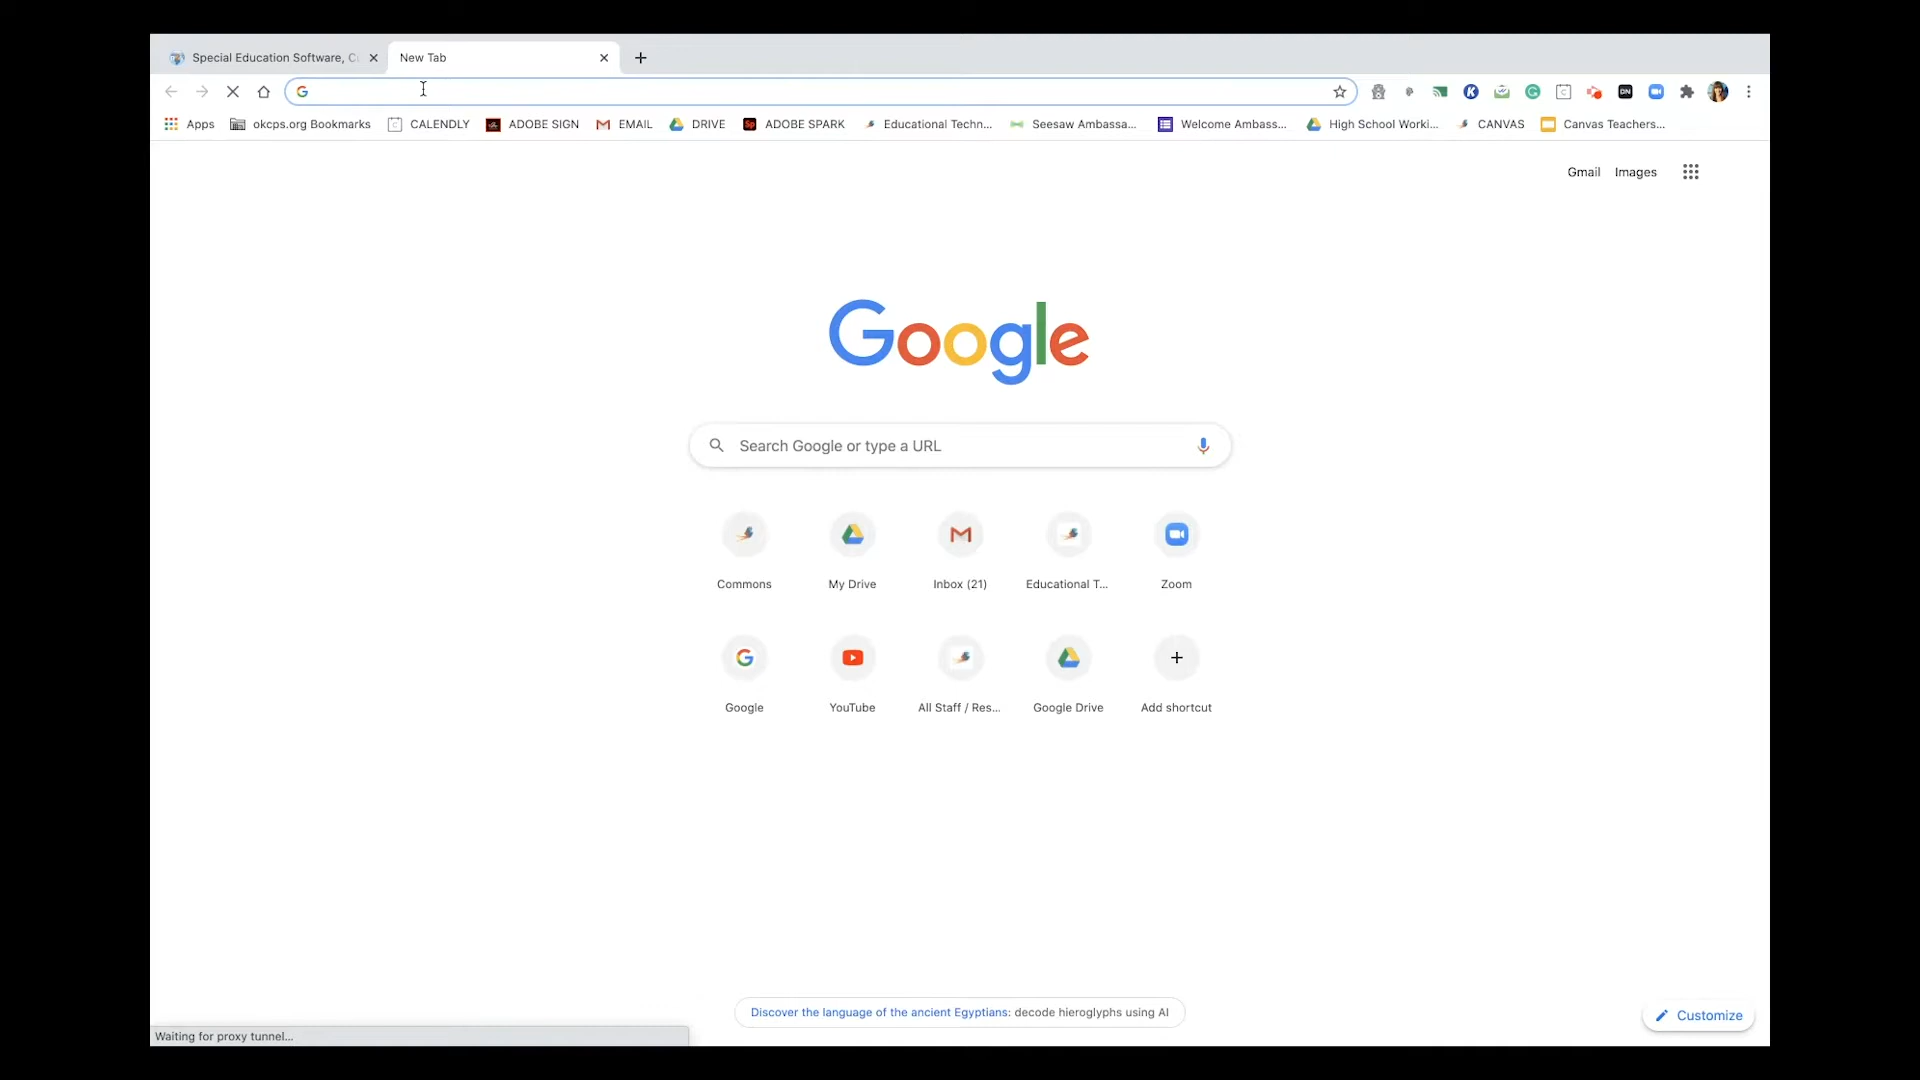 Special Education Software, C
New Tab
Apps okcps.org Bookmarks CALENDLY ADOBE SIGN EMAIL DRIVE ADOBE SPARK Educational Techn... Seesaw Ambassa... Welcome Ambass... High School Worki... CANVAS Canvas Teachers...
Gmail Images
Google
Search Google or type a URL
Commons My Drive Inbox (21) Educational T... Zoom
Google YouTube All Staff / Res... Google Drive Add shortcut
Discover the language of the ancient Egyptians: decode hieroglyphs using AI
Customize
Waiting for proxy tunnel...